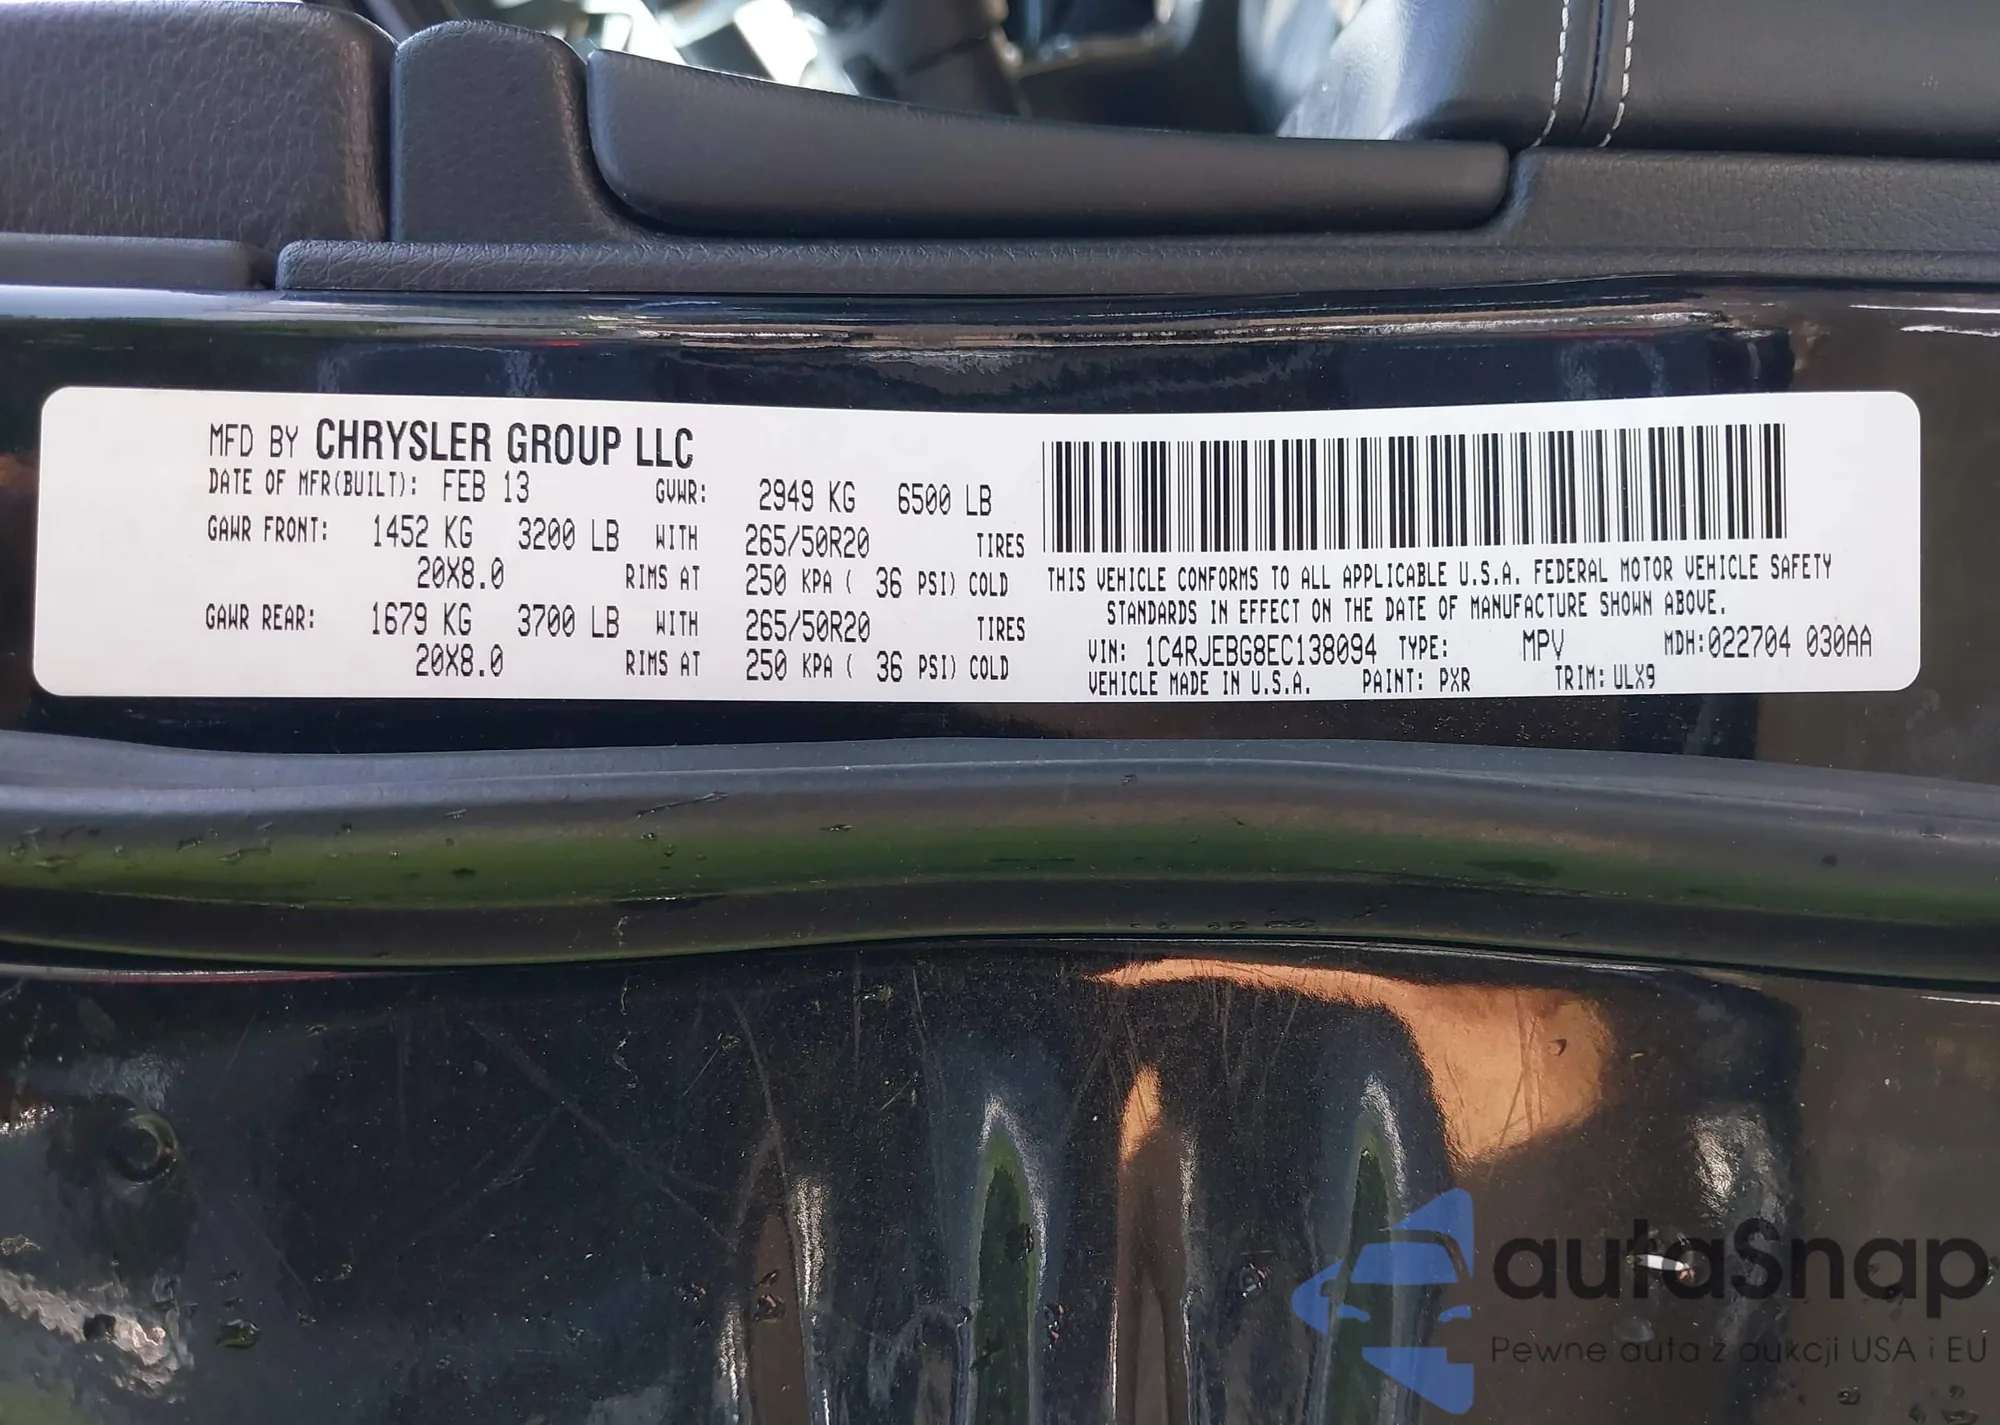 MFD BY CHRYSLER GROUP LLC
DATE OF MFR(BUILT): FEB 13 GVWR: 2949 KG 6500 LB
GAWR FRONT: 1452 KG 3200 LB WITH 265/50R20 TIRES
20X8.0 RIMS AT 250 KPA ( 36 PSI) COLD
GAWR REAR: 1679 KG 3700 LB WITH 265/50R20 TIRES
20X8.0 RIMS AT 250 KPA ( 36 PSI) COLD
THIS VEHICLE CONFORMS TO ALL APPLICABLE U.S.A. FEDERAL MOTOR VEHICLE SAFETY
STANDARDS IN EFFECT ON THE DATE OF MANUFACTURE SHOWN ABOVE.
VIN: 1C4RJEBG8EC138094 TYPE: MPV MDH:022704 030AA
VEHICLE MADE IN U.S.A. PAINT: PXR TRIM: ULX9
autaSnap
Pewne auta z aukcji USA i EU